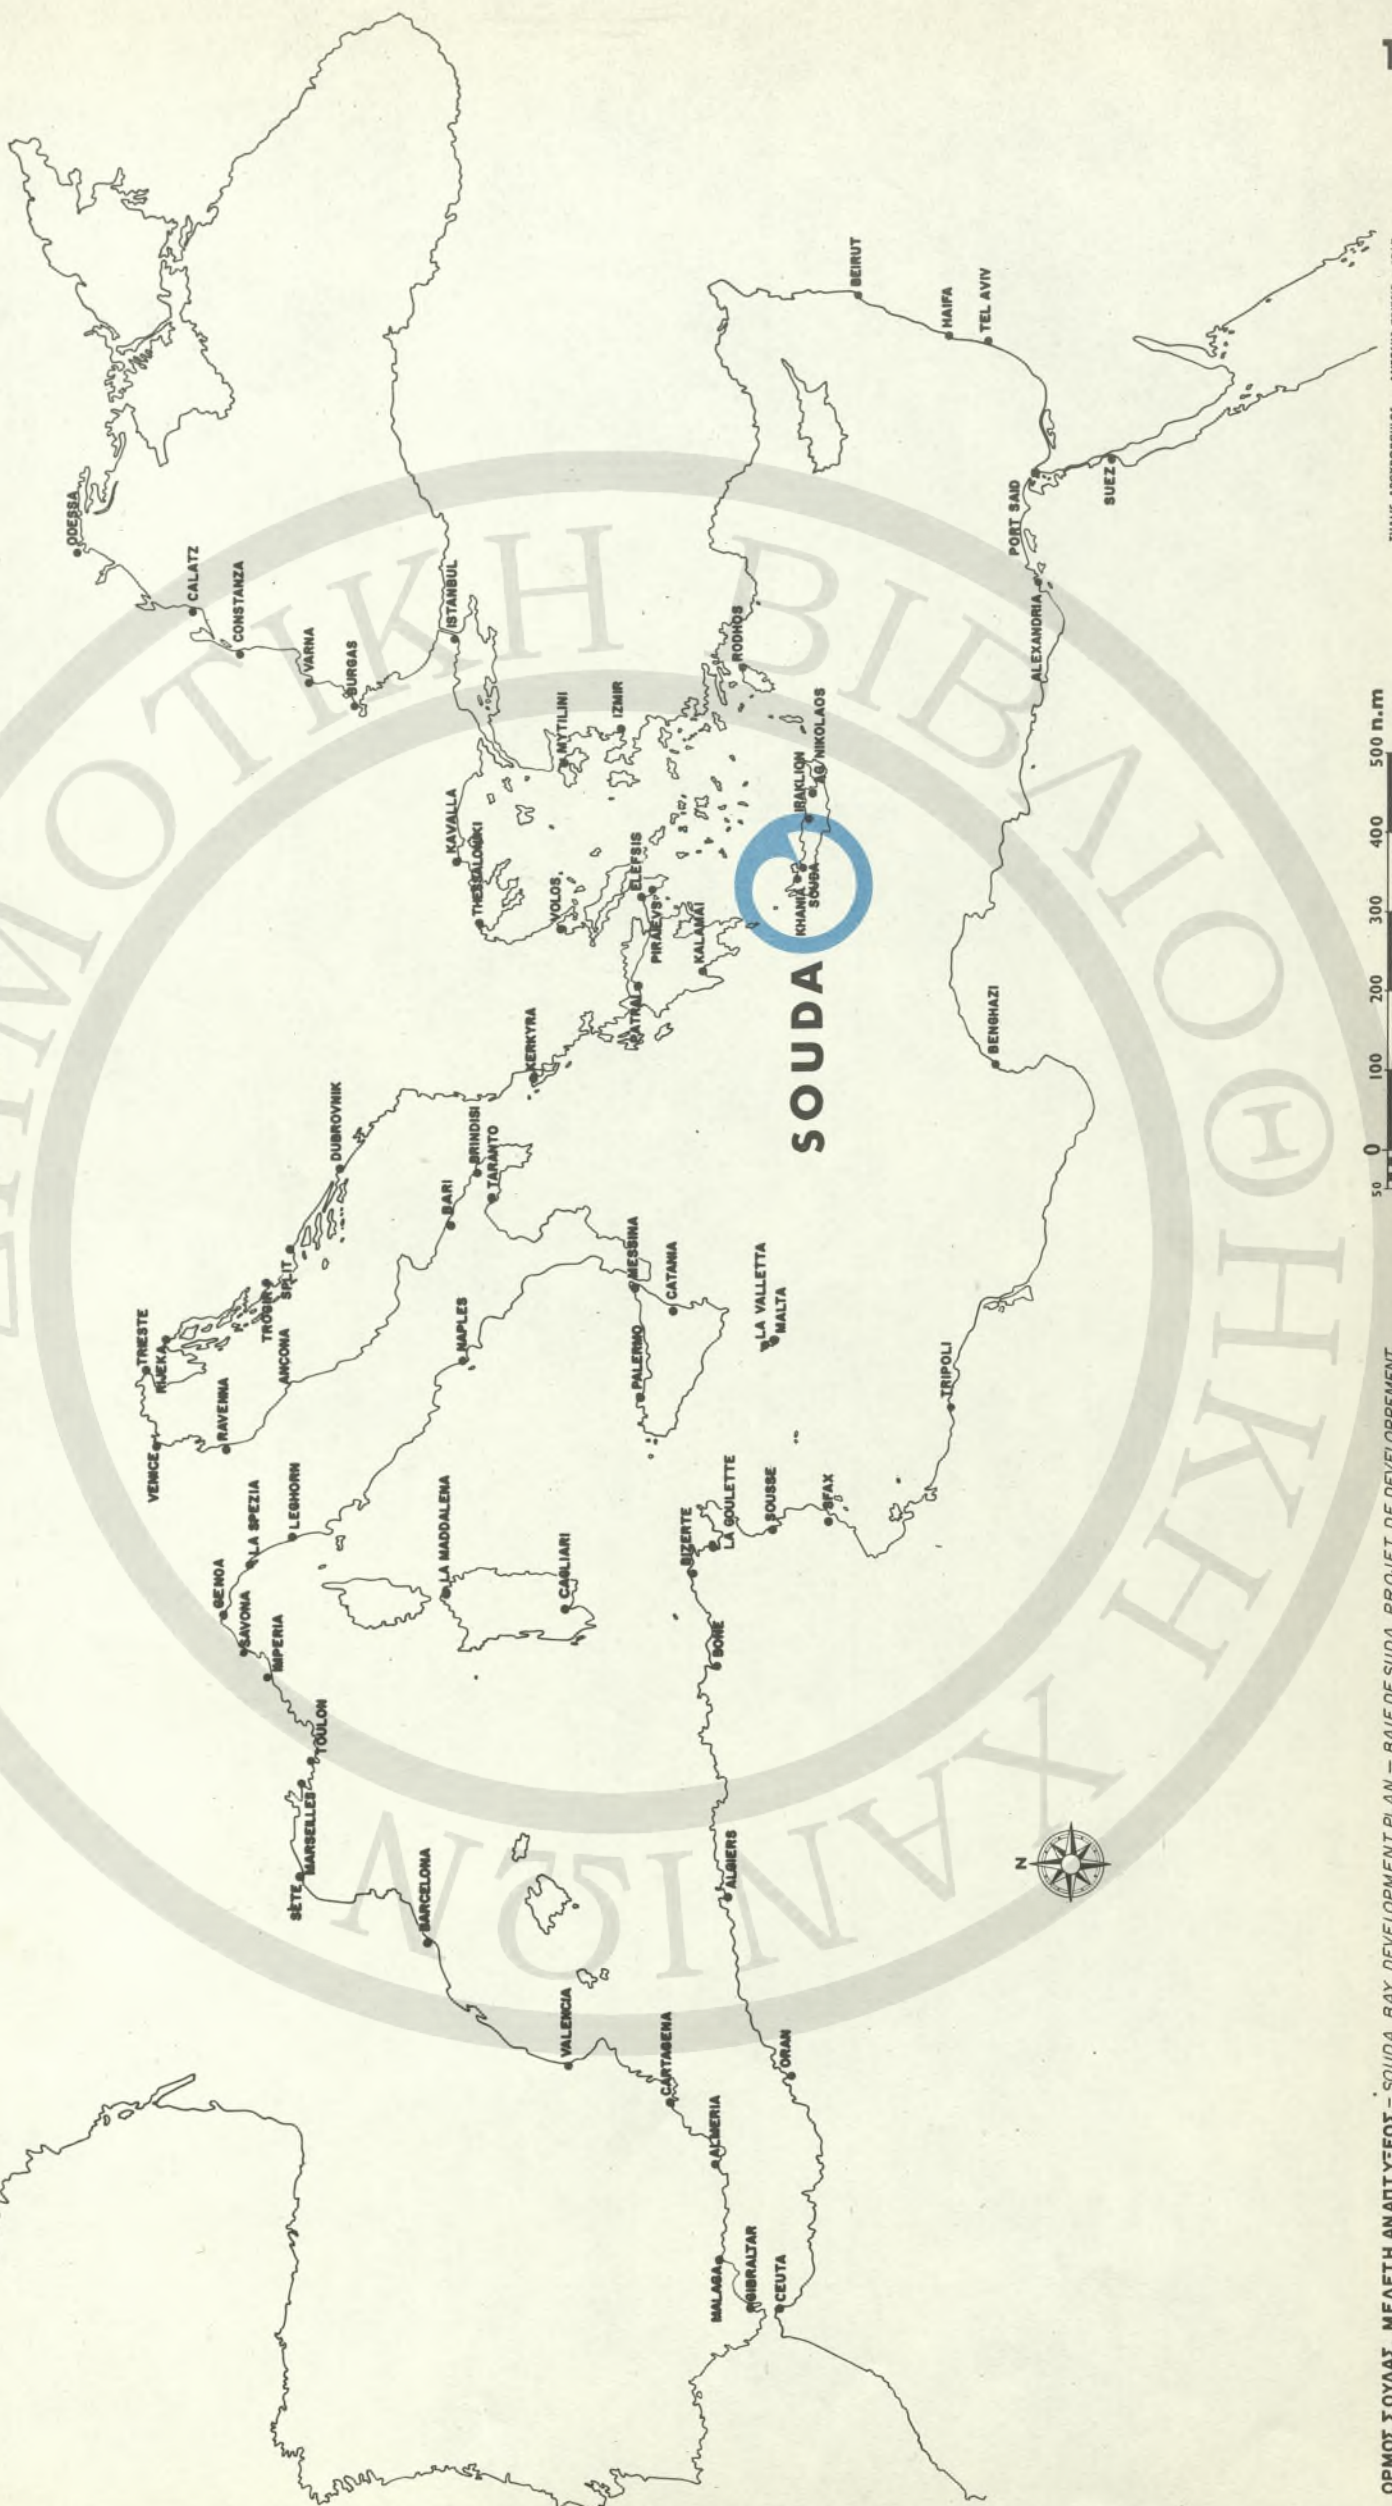 ODESSA
CALATZ
CONSTANZA
VARNA
BURGAS
ISTANBUL
MYTILINI
IZMIR
KAVALLA
THESSALONIKI
VOLOS
ELEFSIS
PIRAIEVS
PATRAI
KALAMAI
KERKYRA
RODHOS
AG/NIKOLAOS
IRAKLION
KHANIA
SOUDA
SOUDA
BEIRUT
HAIFA
TEL AVIV
PORT SAID
SUEZ
ALEXANDRIA
BENGHAZI
TRIPOLI
DUBROVNIK
SPLIT
TROGIR
RIJEKA
TRIESTE
VENICE
RAVENNA
ANCONA
BARI
BRINDISI
TARANTO
MESSINA
CATANIA
PALERMO
NAPLES
LA VALLETTA
MALTA
LEGHORN
LA SPEZIA
GENOA
SAVONA
IMPERIA
LA MADDALENA
CAGLIARI
TOULON
MARSEILLES
SÈTE
BARCELONA
VALENCIA
CARTAGENA
ALMERIA
MALAGA
GIBRALTAR
CEUTA
ORAN
ALGIERS
BONE
BIZERTE
LA GOULETTE
SOUSSE
SFAX
N
50 0 100 200 300 400 500 n.m
ΟΡΜΟΣ ΣΟΥΔΑΣ ΜΕΛΕΤΗ ΑΝΑΠΤΥΞΕΩΣ – SOUDA BAY DEVELOPMENT PLAN – BAIE DE SUDA PROJET DE DEVELOPPEMENT
ΒΙΒΛΙΟΘΗΚΗ ΧΑΝΙΩΝ